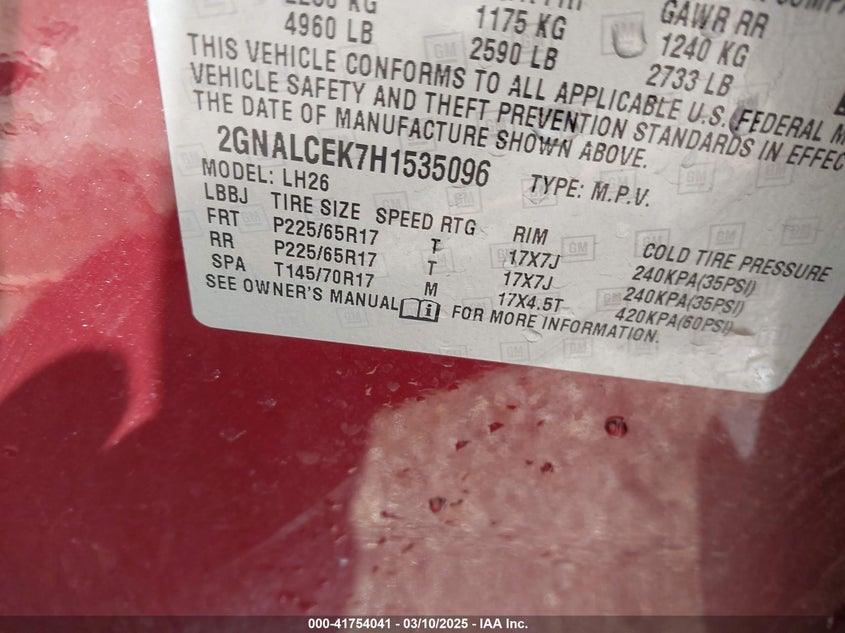 4960 LB 1175 KG GAWR RR
2590 LB 1240 KG
2733 LB
THIS VEHICLE CONFORMS TO ALL APPLICABLE U.S. FEDERAL
VEHICLE SAFETY AND THEFT PREVENTION STANDARDS IN EFFEC
THE DATE OF MANUFACTURE SHOWN ABOVE.
2GNALCEK7H1535096 TYPE: M.P.V.
MODEL: LH26
LBBJ TIRE SIZE SPEED RTG RIM COLD TIRE PRESSURE
FRT P225/65R17 T 17X7J 240KPA(35PSI)
RR P225/65R17 T 17X7J 240KPA(35PSI)
SPA T145/70R17 M 17X4.5T 420KPA(60PSI)
SEE OWNER'S MANUAL FOR MORE INFORMATION.
000-41754041 — 03/10/2025 — IAA Inc.